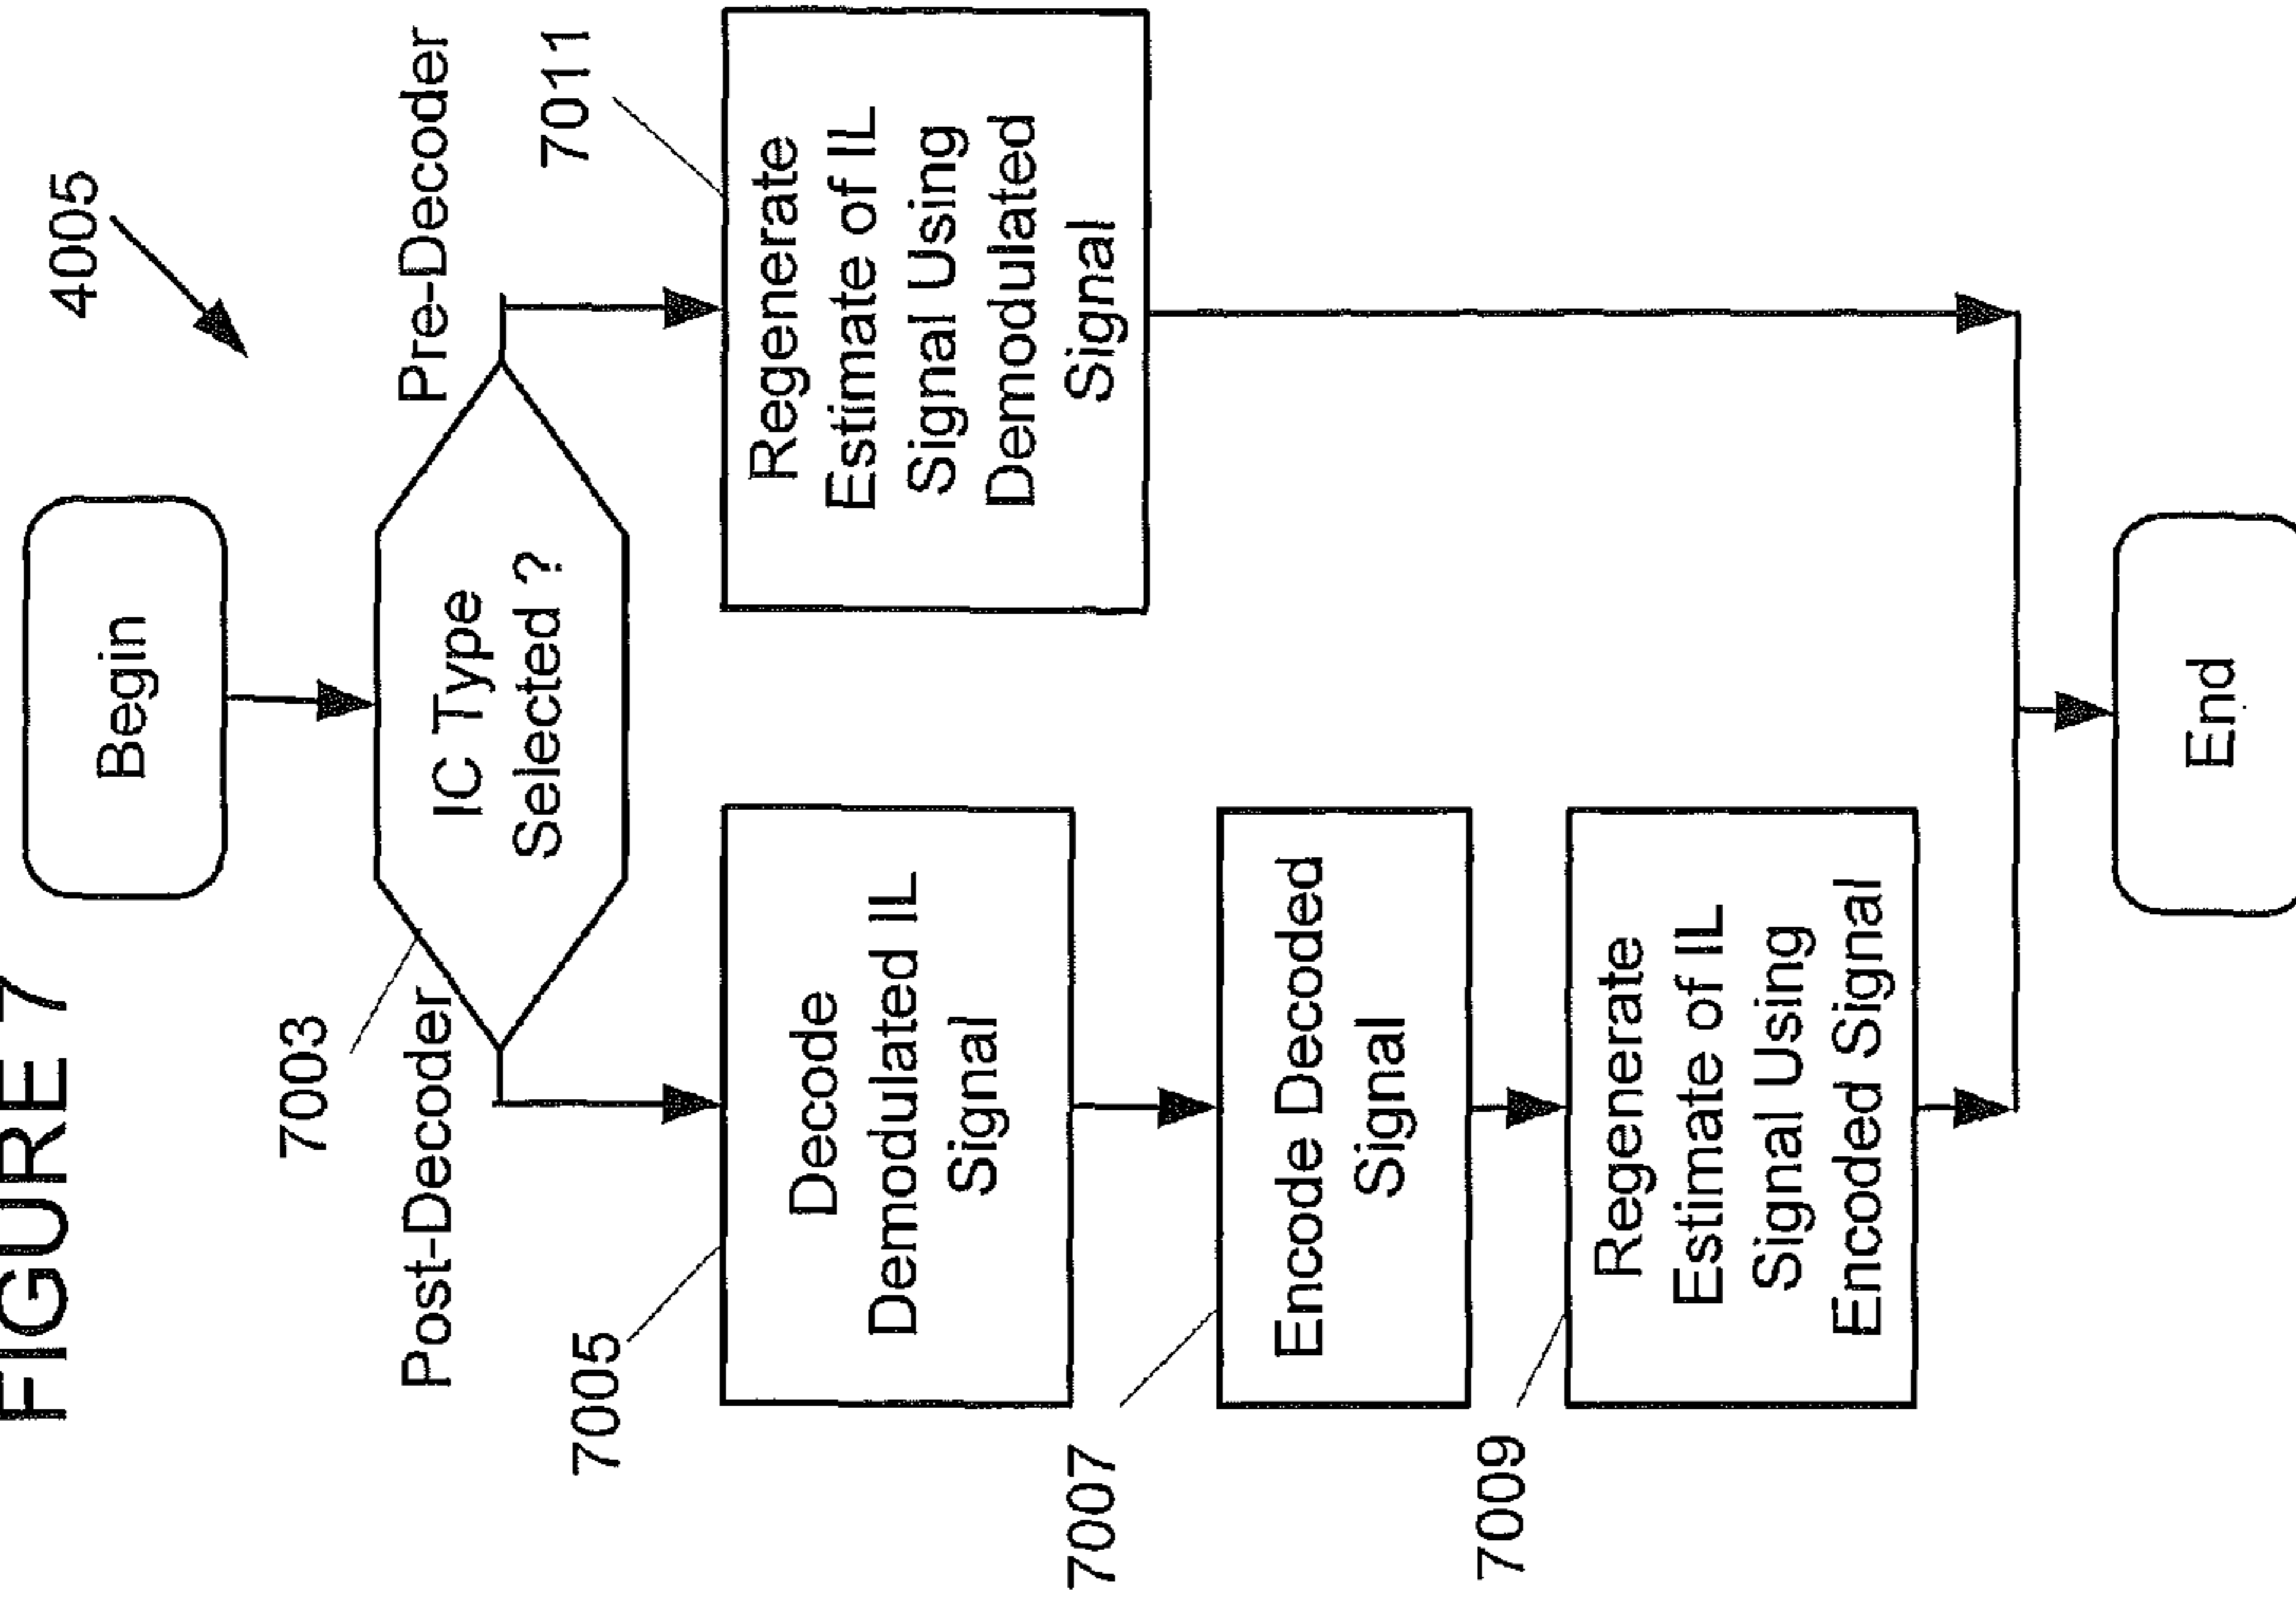 FIGURE 7
4005
Begin
7003
IC Type
Selected ?
Post-Decoder
Pre-Decoder
7005
Decode
Demodulated IL
Signal
7011
Regenerate
Estimate of IL
Signal Using
Demodulated
Signal
7007
Encode Decoded
Signal
7009
Regenerate
Estimate of IL
Signal Using
Encoded Signal
End